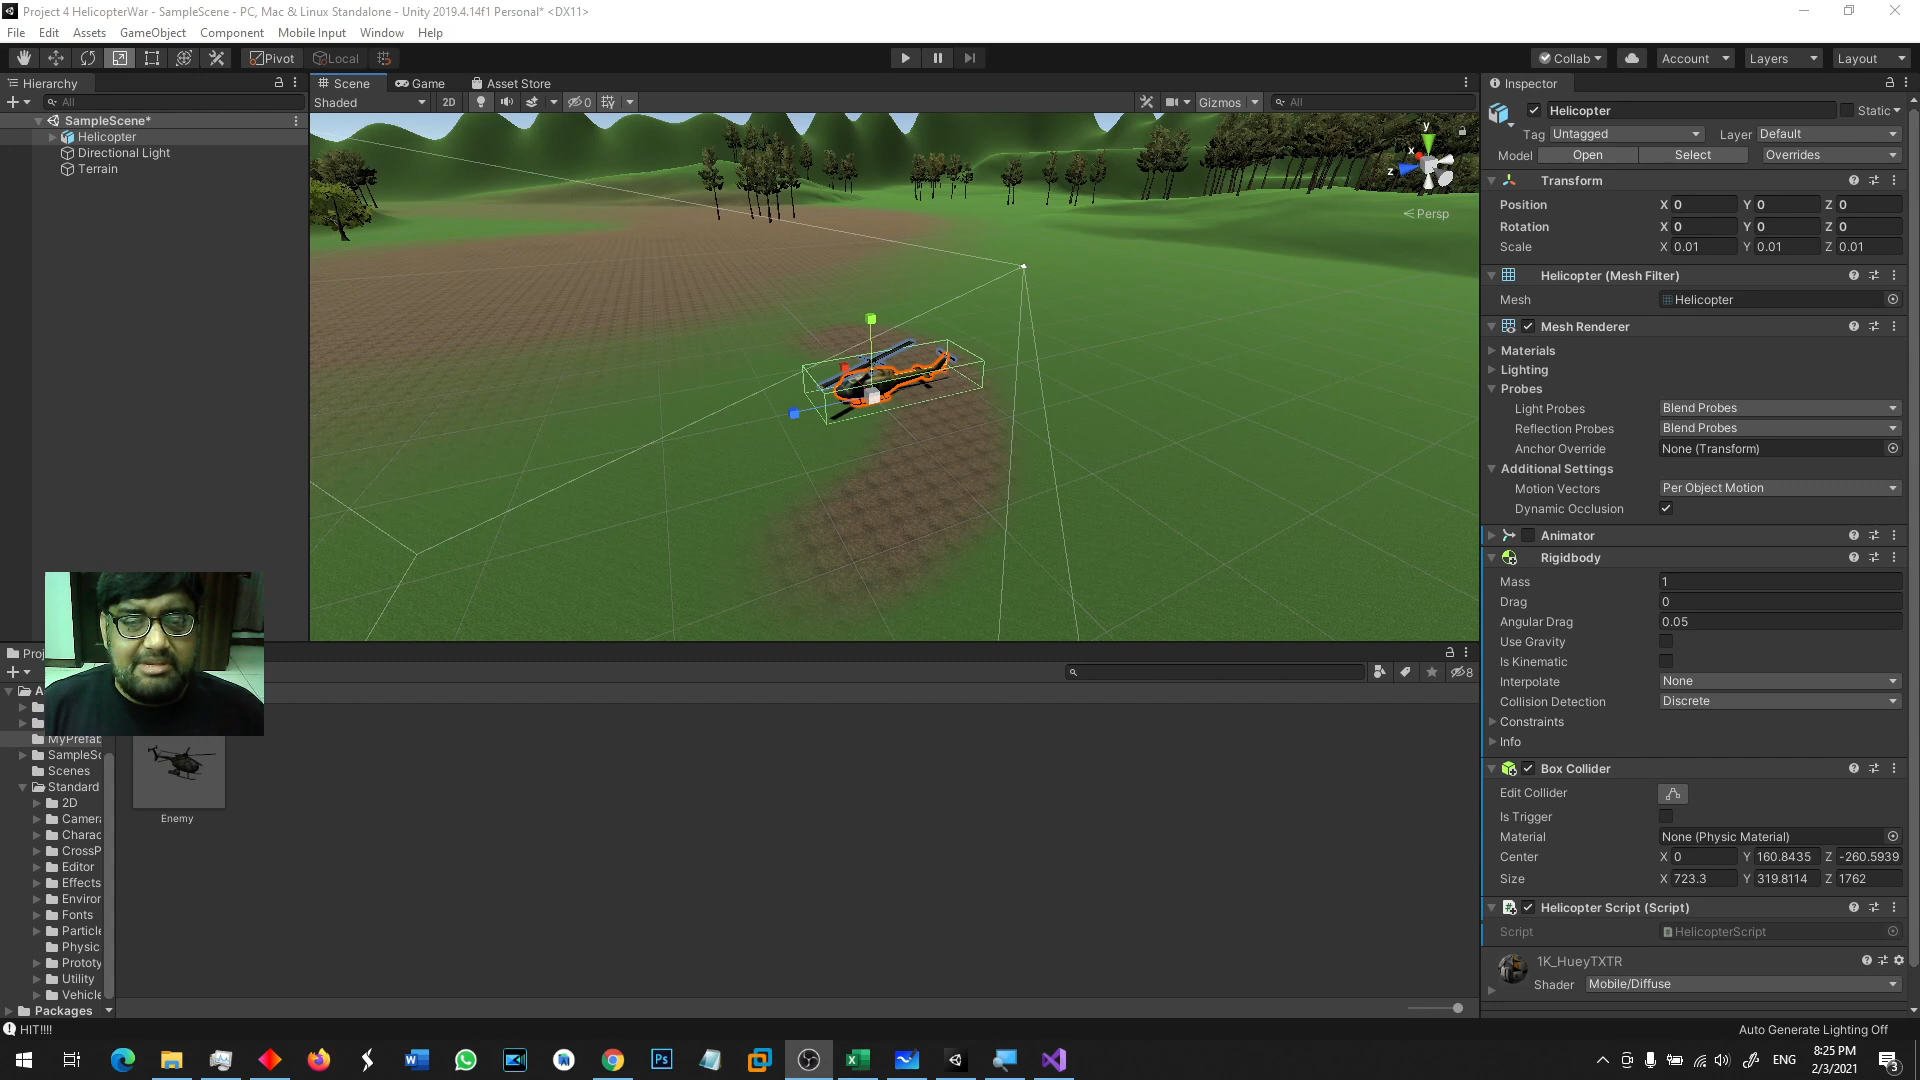 Project 4 HelicopterWar - SampleScene - PC, Mac & Linux Standalone - Unity 2019.4.14f1 Personal* <DX11>
File Edit Assets GameObject Component Mobile Input Window Help
Pivot Local Collab Account Layers Layout
Hierarchy
All
SampleScene*
Helicopter
Directional Light
Terrain
Scene Game Asset Store
Shaded 2D 0 Gizmos All
y
x
z
Persp
Inspector
Helicopter Static
Tag Untagged Layer Default
Model Open Select Overrides
Transform
Position X 0 Y 0 Z 0
Rotation X 0 Y 0 Z 0
Scale X 0.01 Y 0.01 Z 0.01
Helicopter (Mesh Filter)
Mesh Helicopter
Mesh Renderer
Materials
Lighting
Probes
Light Probes Blend Probes
Reflection Probes Blend Probes
Anchor Override None (Transform)
Additional Settings
Motion Vectors Per Object Motion
Dynamic Occlusion
Animator
Rigidbody
Mass 1
Drag 0
Angular Drag 0.05
Use Gravity
Is Kinematic
Interpolate None
Collision Detection Discrete
Constraints
Info
Box Collider
Edit Collider
Is Trigger
Material None (Physic Material)
Center X 0 Y 160.8435 Z -260.5939
Size X 723.3 Y 319.8114 Z 1762
Helicopter Script (Script)
Script HelicopterScript
1K_HueyTXTR
Shader Mobile/Diffuse
Proj
8
A
MyPrefab
SampleSc
Scenes
Standard
2D
Camera
Charac
CrossP
Editor
Effects
Enviror
Fonts
Particle
Physic
Prototy
Utility
Vehicle
Packages
Enemy
HIT!!!!
Auto Generate Lighting Off
ENG
8:25 PM
2/3/2021
3